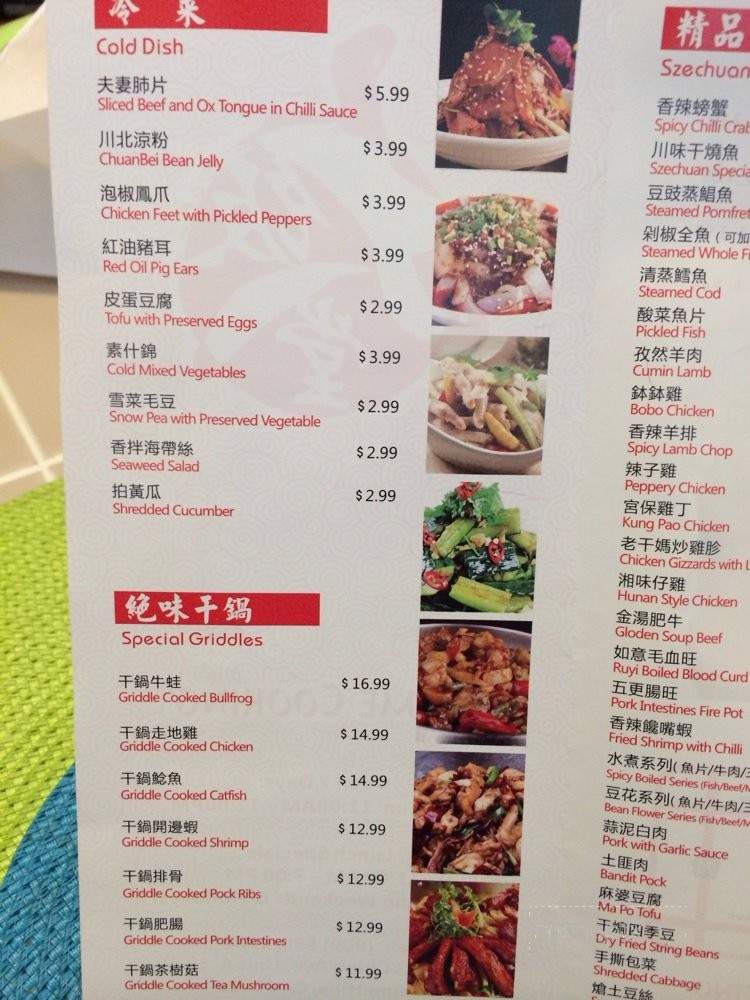 冷菜
Cold Dish
夫妻肺片
Sliced Beef and Ox Tongue in Chilli Sauce
$5.99
川北涼粉
ChuanBei Bean Jelly
$3.99
泡椒鳳爪
Chicken Feet with Pickled Peppers
$3.99
紅油豬耳
Red Oil Pig Ears
$3.99
皮蛋豆腐
Tofu with Preserved Eggs
$2.99
素什錦
Cold Mixed Vegetables
$3.99
雪菜毛豆
Snow Pea with Preserved Vegetable
$2.99
香拌海帶絲
Seaweed Salad
$2.99
拍黃瓜
Shredded Cucumber
$2.99
絕味干鍋
Special Griddles
干鍋牛蛙
Griddle Cooked Bullfrog
$16.99
干鍋走地雞
Griddle Cooked Chicken
$14.99
干鍋鯰魚
Griddle Cooked Catfish
$14.99
干鍋開邊蝦
Griddle Cooked Shrimp
$12.99
干鍋排骨
Griddle Cooked Pock Ribs
$12.99
干鍋肥腸
Griddle Cooked Pork Intestines
$12.99
干鍋茶樹菇
Griddle Cooked Tea Mushroom
$11.99
精品
Szechuan
香辣螃蟹
Spicy Chilli Crab
川味干燒魚
Szechuan Specia
豆豉蒸鯧魚
Steamed Pomfret
剁椒全魚 (可加
Steamed Whole Fi
清蒸鱈魚
Steamed Cod
酸菜魚片
Pickled Fish
孜然羊肉
Cumin Lamb
缽缽雞
Bobo Chicken
香辣羊排
Spicy Lamb Chop
辣子雞
Peppery Chicken
宮保雞丁
Kung Pao Chicken
老干媽炒雞胗
Chicken Gizzards with L
湘味仔雞
Hunan Style Chicken
金湯肥牛
Gloden Soup Beef
如意毛血旺
Ruyi Boiled Blood Curd
五更腸旺
Pork Intestines Fire Pot
香辣饞嘴蝦
Fried Shrimp with Chilli
水煮系列(魚片/牛肉/
Spicy Boiled Series (Fish/Beef/M
豆花系列(魚片/牛肉/
Bean Flower Series (Fish/Beef/M
蒜泥白肉
Pork with Garlic Sauce
土匪肉
Bandit Pock
麻婆豆腐
Ma Po Tofu
干煸四季豆
Dry Fried String Beans
手撕包菜
Shredded Cabbage
熗土豆絲